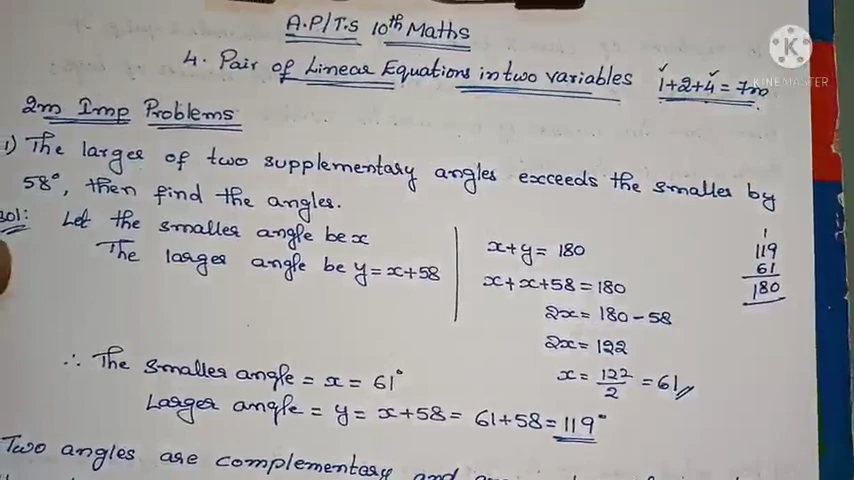 A.P/T.S 10th Maths
4. Pair of Linear Equations in two variables 1+2+4 = 7m
KINEMASTER
2m Imp Problems
1) The larger of two supplementary angles exceeds the smaller by
58°, then find the angles.
Sol: Let the smaller angle be x
The larger angle be y = x+58
x+y = 180
x+x+58 = 180
2x = 180-58
2x = 122
x = 122/2 = 61
1
119
61
180
∴ The smaller angle = x = 61°
Larger angle = y = x+58 = 61+58 = 119°
Two angles are complementary and